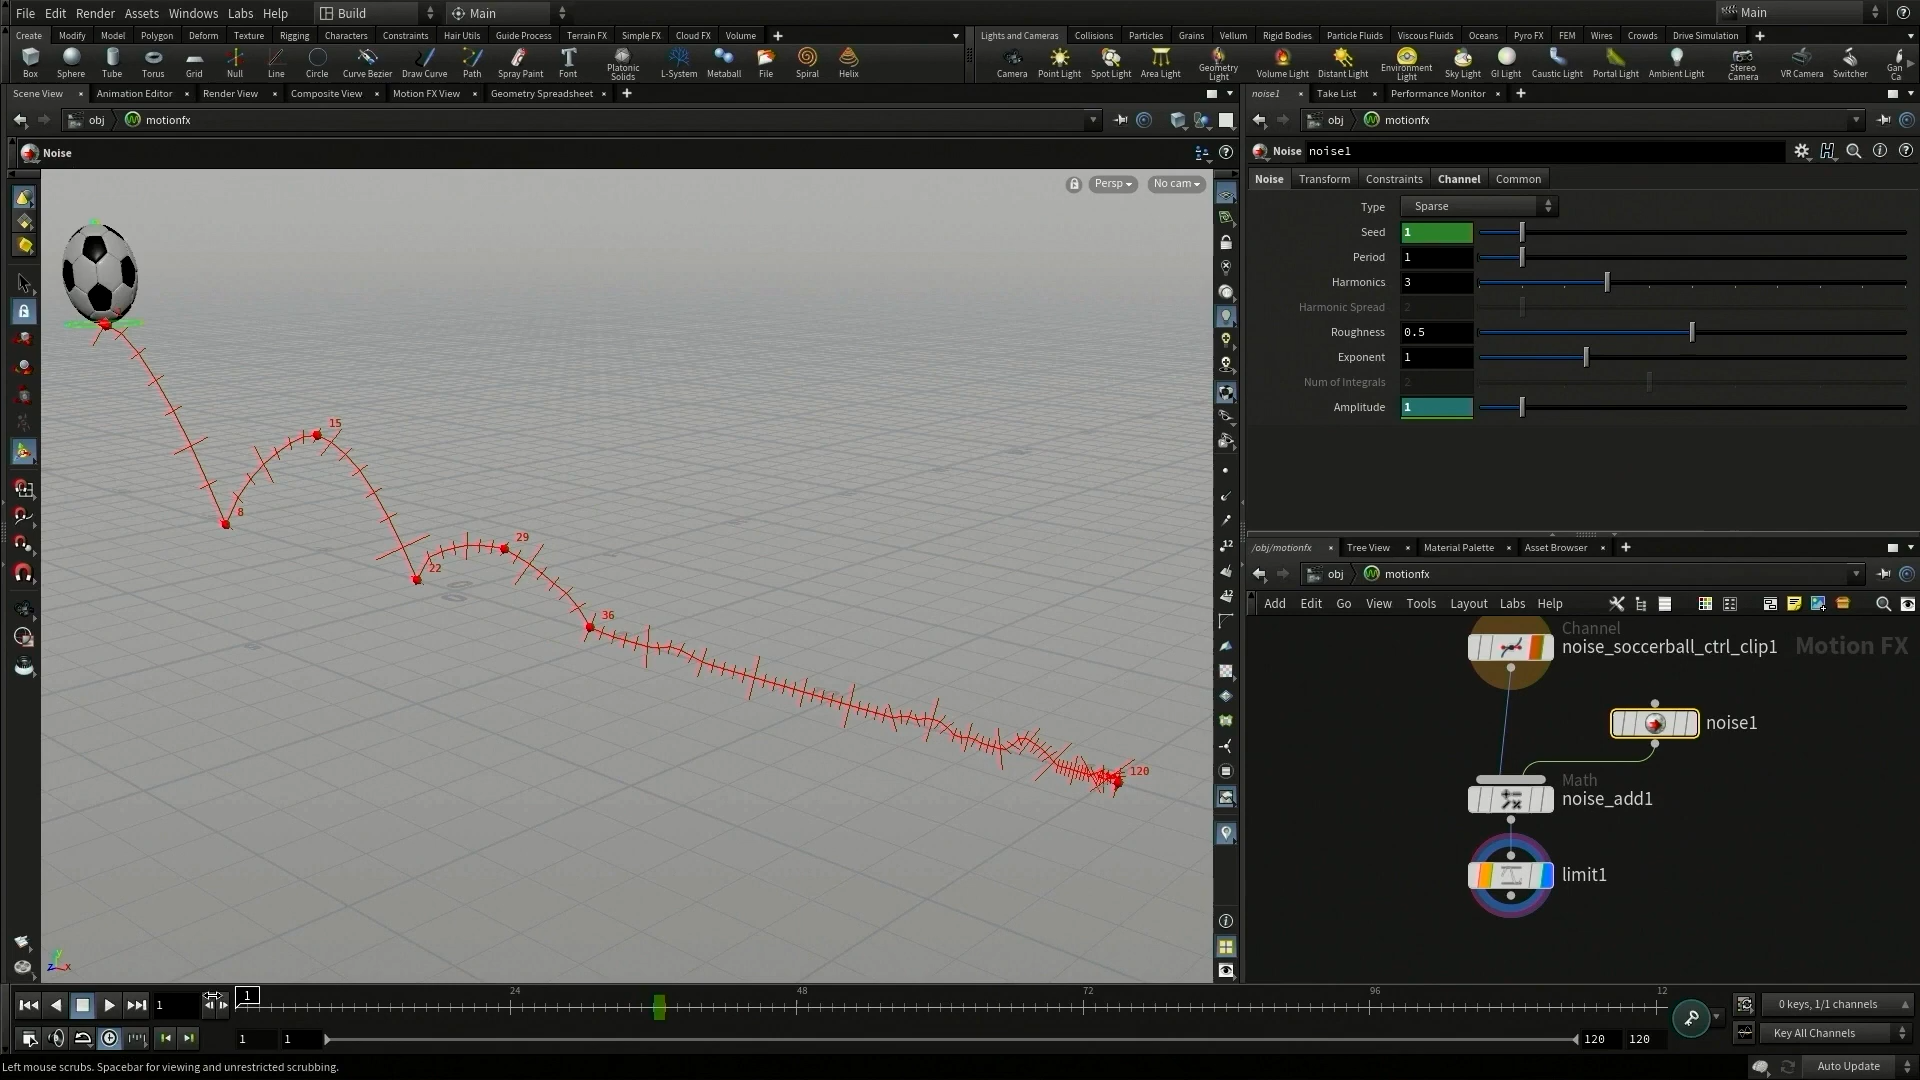 File Edit Render Assets Windows Labs Help Build Main Main
Create Modify Model Polygon Deform Texture Rigging Characters Constraints Hair Utils Guide Process Terrain FX Simple FX Cloud FX Volume
Lights and Cameras Collisions Particles Grains Vellum Rigid Bodies Particle Fluids Viscous Fluids Oceans Pyro FX FEM Wires Crowds Drive Simulation
Box Sphere Tube Torus Grid Null Line Circle Curve Bezier Draw Curve Path Spray Paint Font Platonic Solids L-System Metaball File Spiral Helix
Camera Point Light Spot Light Area Light Geometry Light Volume Light Distant Light Environment Light Sky Light GI Light Caustic Light Portal Light Ambient Light Stereo Camera VR Camera Switcher Gan Ca
Scene View Animation Editor Render View Composite View Motion FX View Geometry Spreadsheet
noise1 Take List Performance Monitor
obj motionfx
obj motionfx
Noise
Noise noise1
Persp No cam
Noise Transform Constraints Channel Common
Type Sparse
Seed 1
Period 1
Harmonics 3
Harmonic Spread 2
Roughness 0.5
Exponent 1
Num of Integrals 2
Amplitude 1
15
8
29
22
36
120
/obj/motionfx Tree View Material Palette Asset Browser
obj motionfx
Add Edit Go View Tools Layout Labs Help
Channel
noise_soccerball_ctrl_clip1 Motion FX
noise1
Math
noise_add1
limit1
1 1 24 48 72 96 12
0 keys, 1/1 channels
1 1 120 120
Key All Channels
Left mouse scrubs. Spacebar for viewing and unrestricted scrubbing.
Auto Update